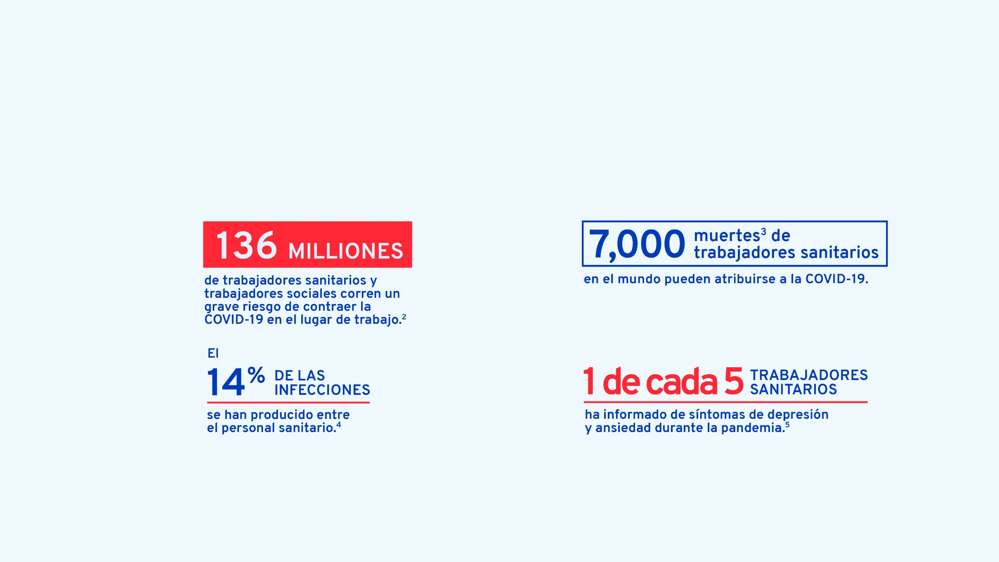 136 MILLIONES
de trabajadores sanitarios y
trabajadores sociales corren un
grave riesgo de contraer la
COVID-19 en el lugar de trabajo.²
7,000 muertes³ de
trabajadores sanitarios
en el mundo pueden atribuirse a la COVID-19.
El
14% DE LAS
INFECCIONES
se han producido entre
el personal sanitario.⁴
1 de cada 5 TRABAJADORES
SANITARIOS
ha informado de síntomas de depresión
y ansiedad durante la pandemia.⁵